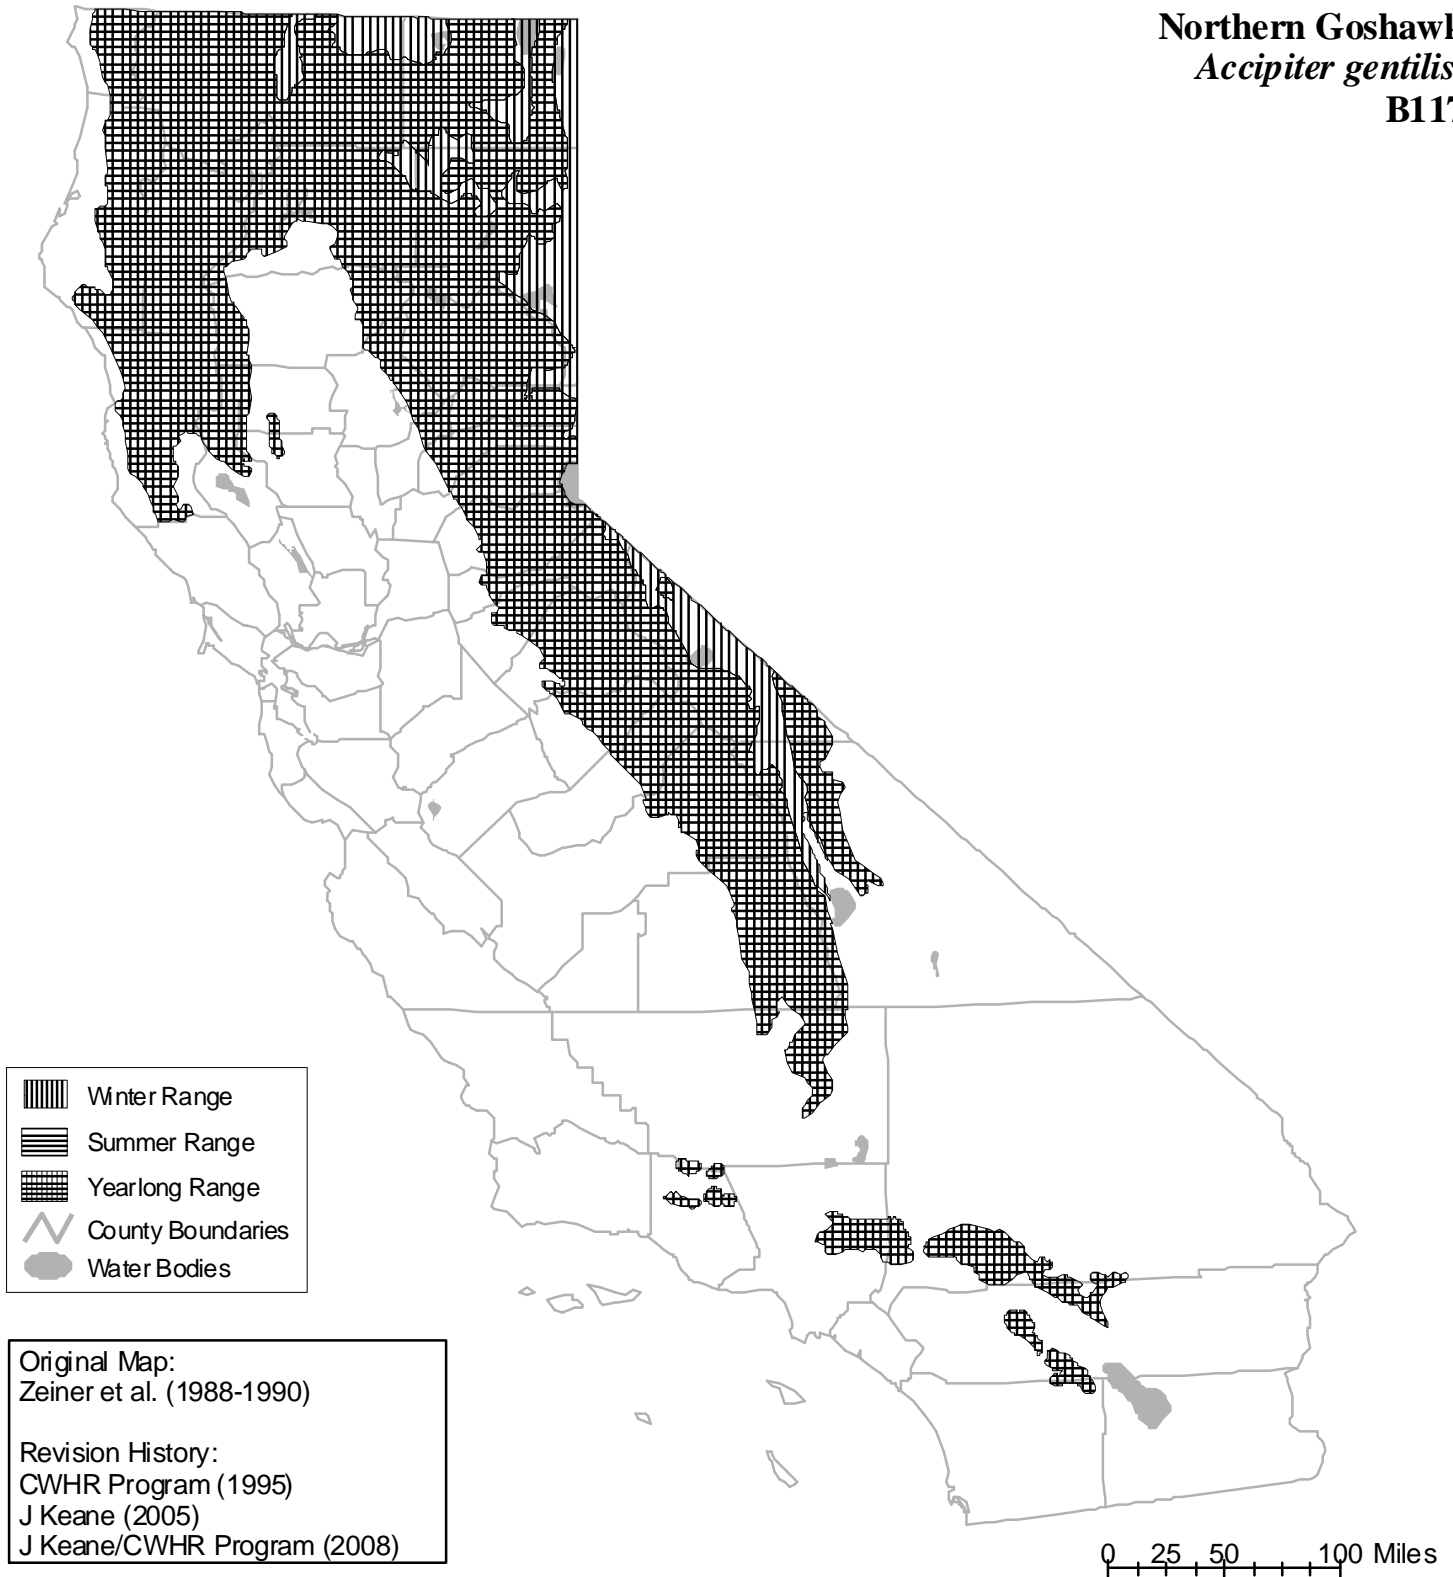 Northern Goshawk
Accipiter gentilis
B117
Winter Range
Summer Range
Yearlong Range
County Boundaries
Water Bodies
Original Map:
Zeiner et al. (1988-1990)
Revision History:
CWHR Program (1995)
J Keane (2005)
J Keane/CWHR Program (2008)
0 25 50 100 Miles